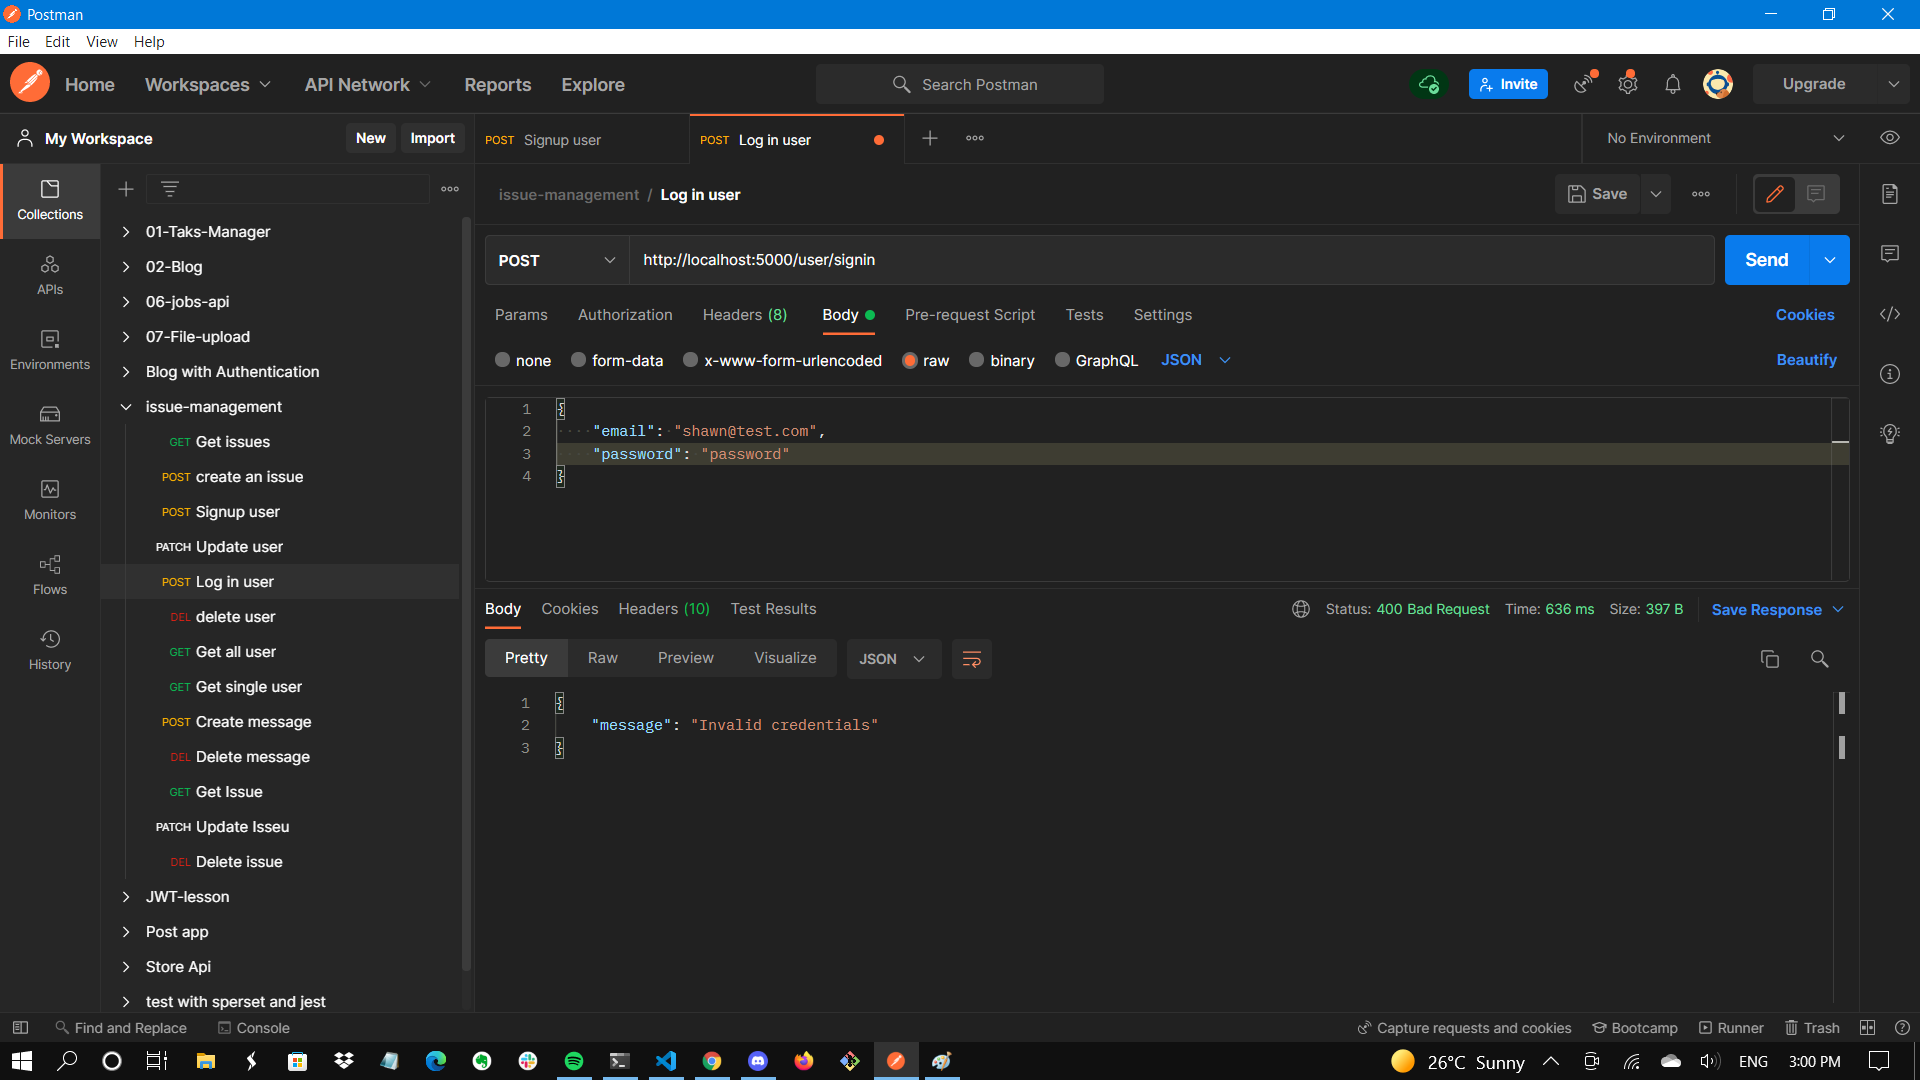 Postman
File Edit View Help
Home Workspaces API Network Reports Explore Search Postman Invite Upgrade
My Workspace New Import POST Signup user POST Log in user No Environment
Collections
APIs
Environments
Mock Servers
Monitors
Flows
History
01-Taks-Manager
02-Blog
06-jobs-api
07-File-upload
Blog with Authentication
issue-management
GET Get issues
POST create an issue
POST Signup user
PATCH Update user
POST Log in user
DEL delete user
GET Get all user
GET Get single user
POST Create message
DEL Delete message
GET Get Issue
PATCH Update Isseu
DEL Delete issue
JWT-lesson
Post app
Store Api
test with sperset and jest
issue-management / Log in user Save
POST http://localhost:5000/user/signin Send
Params Authorization Headers (8) Body Pre-request Script Tests Settings Cookies
none form-data x-www-form-urlencoded raw binary GraphQL JSON Beautify
1 {
2 "email": "shawn@test.com",
3 "password": "password"
4 }
Body Cookies Headers (10) Test Results Status: 400 Bad Request Time: 636 ms Size: 397 B Save Response
Pretty Raw Preview Visualize JSON
1 {
2 "message": "Invalid credentials"
3 }
Find and Replace Console Capture requests and cookies Bootcamp Runner Trash
26°C Sunny ENG 3:00 PM